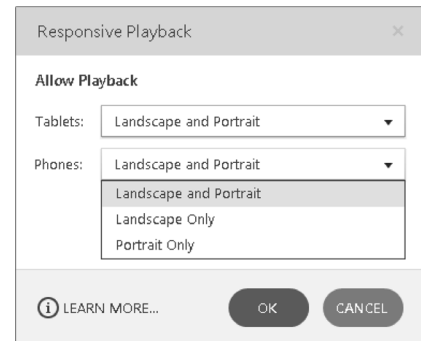 Responsive Playback
Allow Playback
Tablets: Landscape and Portrait
Phones: Landscape and Portrait
Landscape and Portrait
Landscape Only
Portrait Only
LEARN MORE...
OK
CANCEL